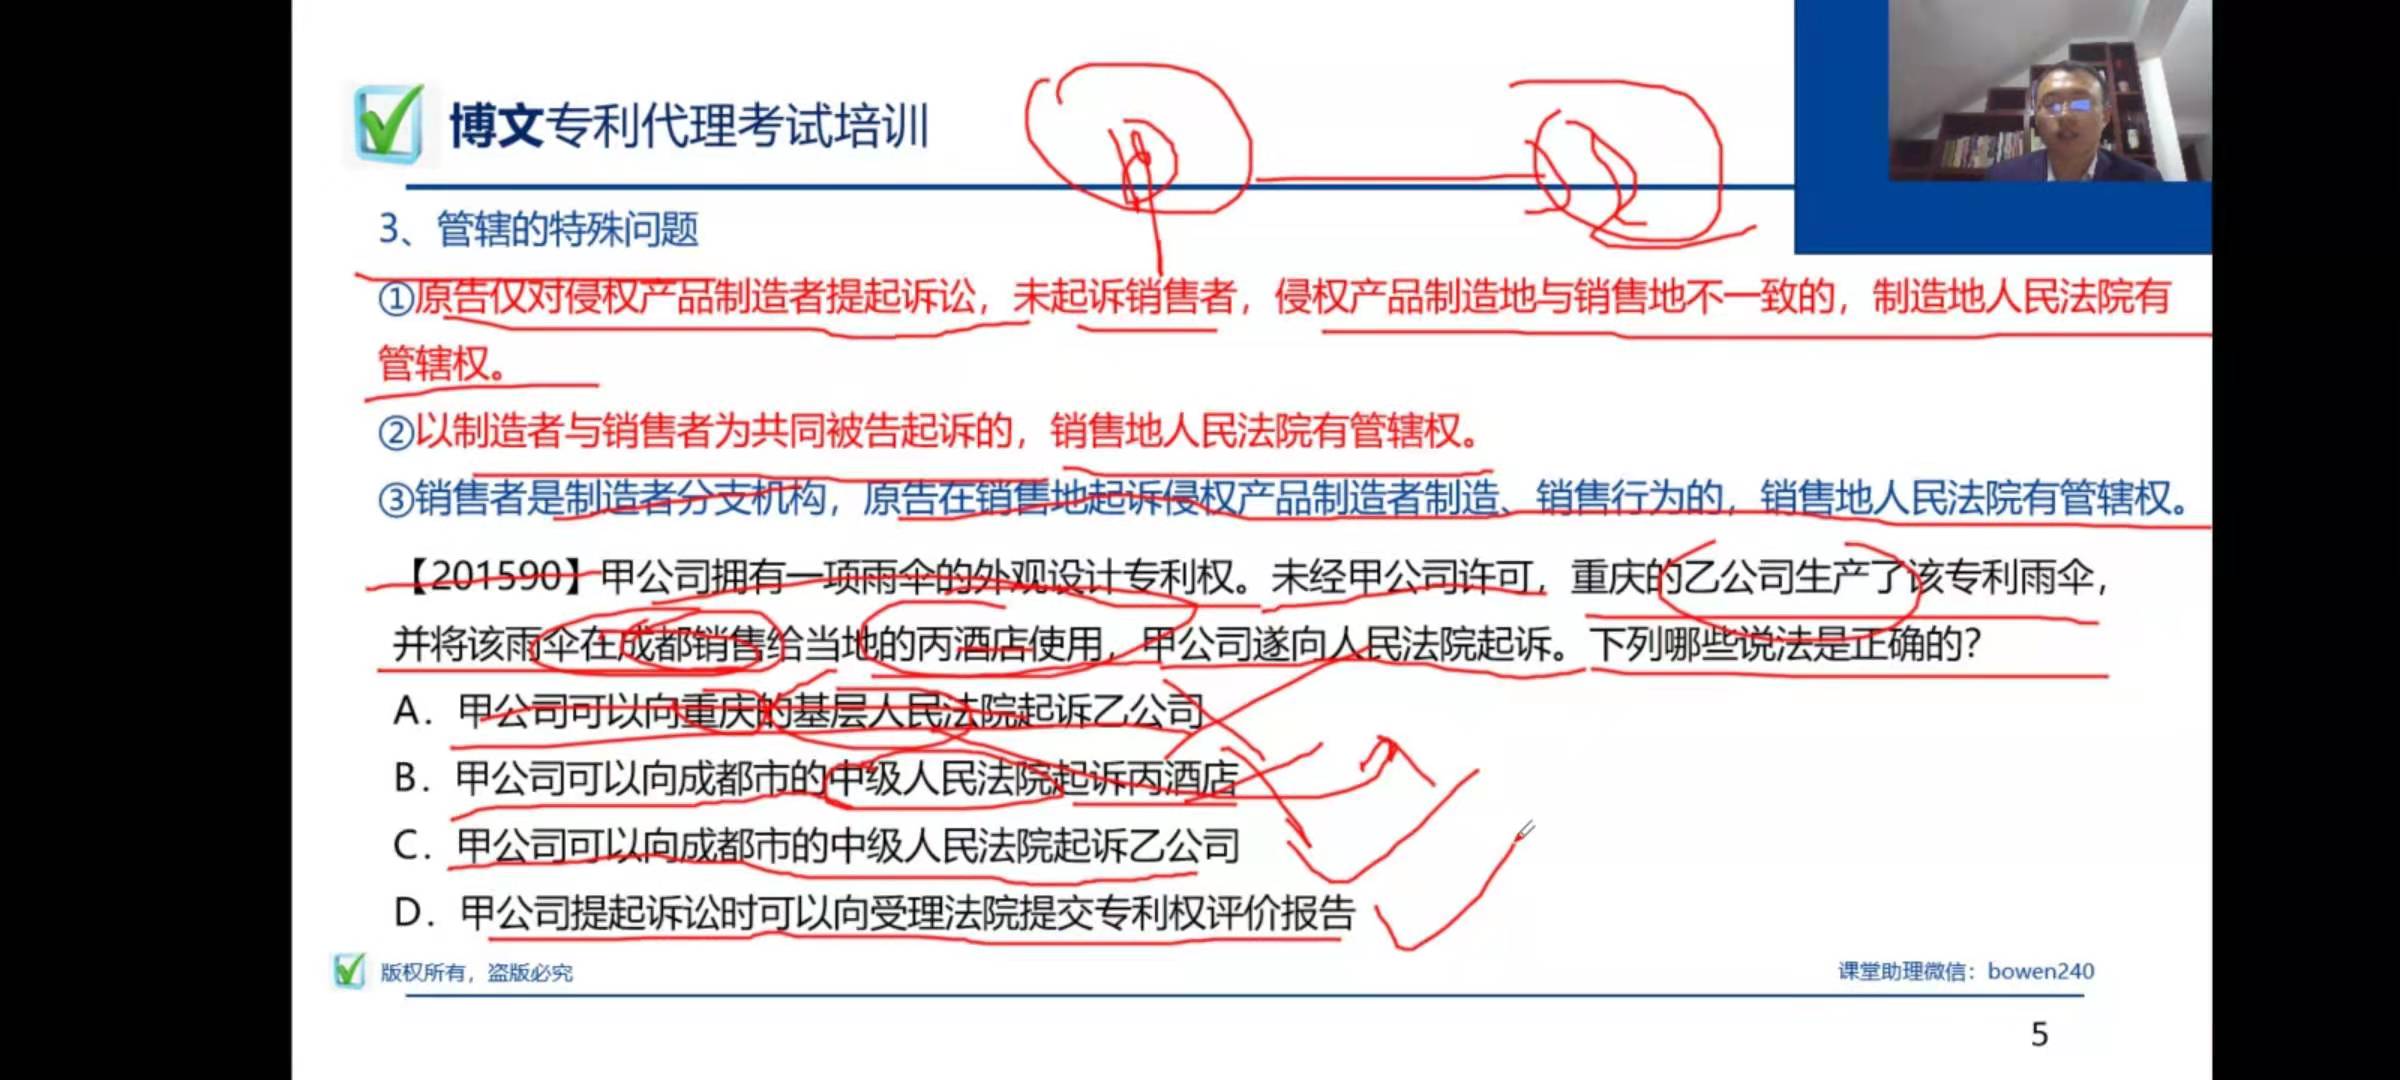 博文专利代理考试培训
3、管辖的特殊问题
①原告仅对侵权产品制造者提起诉讼，未起诉销售者，侵权产品制造地与销售地不一致的，制造地人民法院有
管辖权。
②以制造者与销售者为共同被告起诉的，销售地人民法院有管辖权。
③销售者是制造者分支机构，原告在销售地起诉侵权产品制造者制造、销售行为的，销售地人民法院有管辖权。
【201590】甲公司拥有一项雨伞的外观设计专利权。未经甲公司许可，重庆的乙公司生产了该专利雨伞，
并将该雨伞在成都销售给当地的丙酒店使用，甲公司遂向人民法院起诉。下列哪些说法是正确的？
A. 甲公司可以向重庆的基层人民法院起诉乙公司
B. 甲公司可以向成都市的中级人民法院起诉丙酒店
C. 甲公司可以向成都市的中级人民法院起诉乙公司
D. 甲公司提起诉讼时可以向受理法院提交专利权评价报告
版权所有，盗版必究
课堂助理微信：bowen240
5